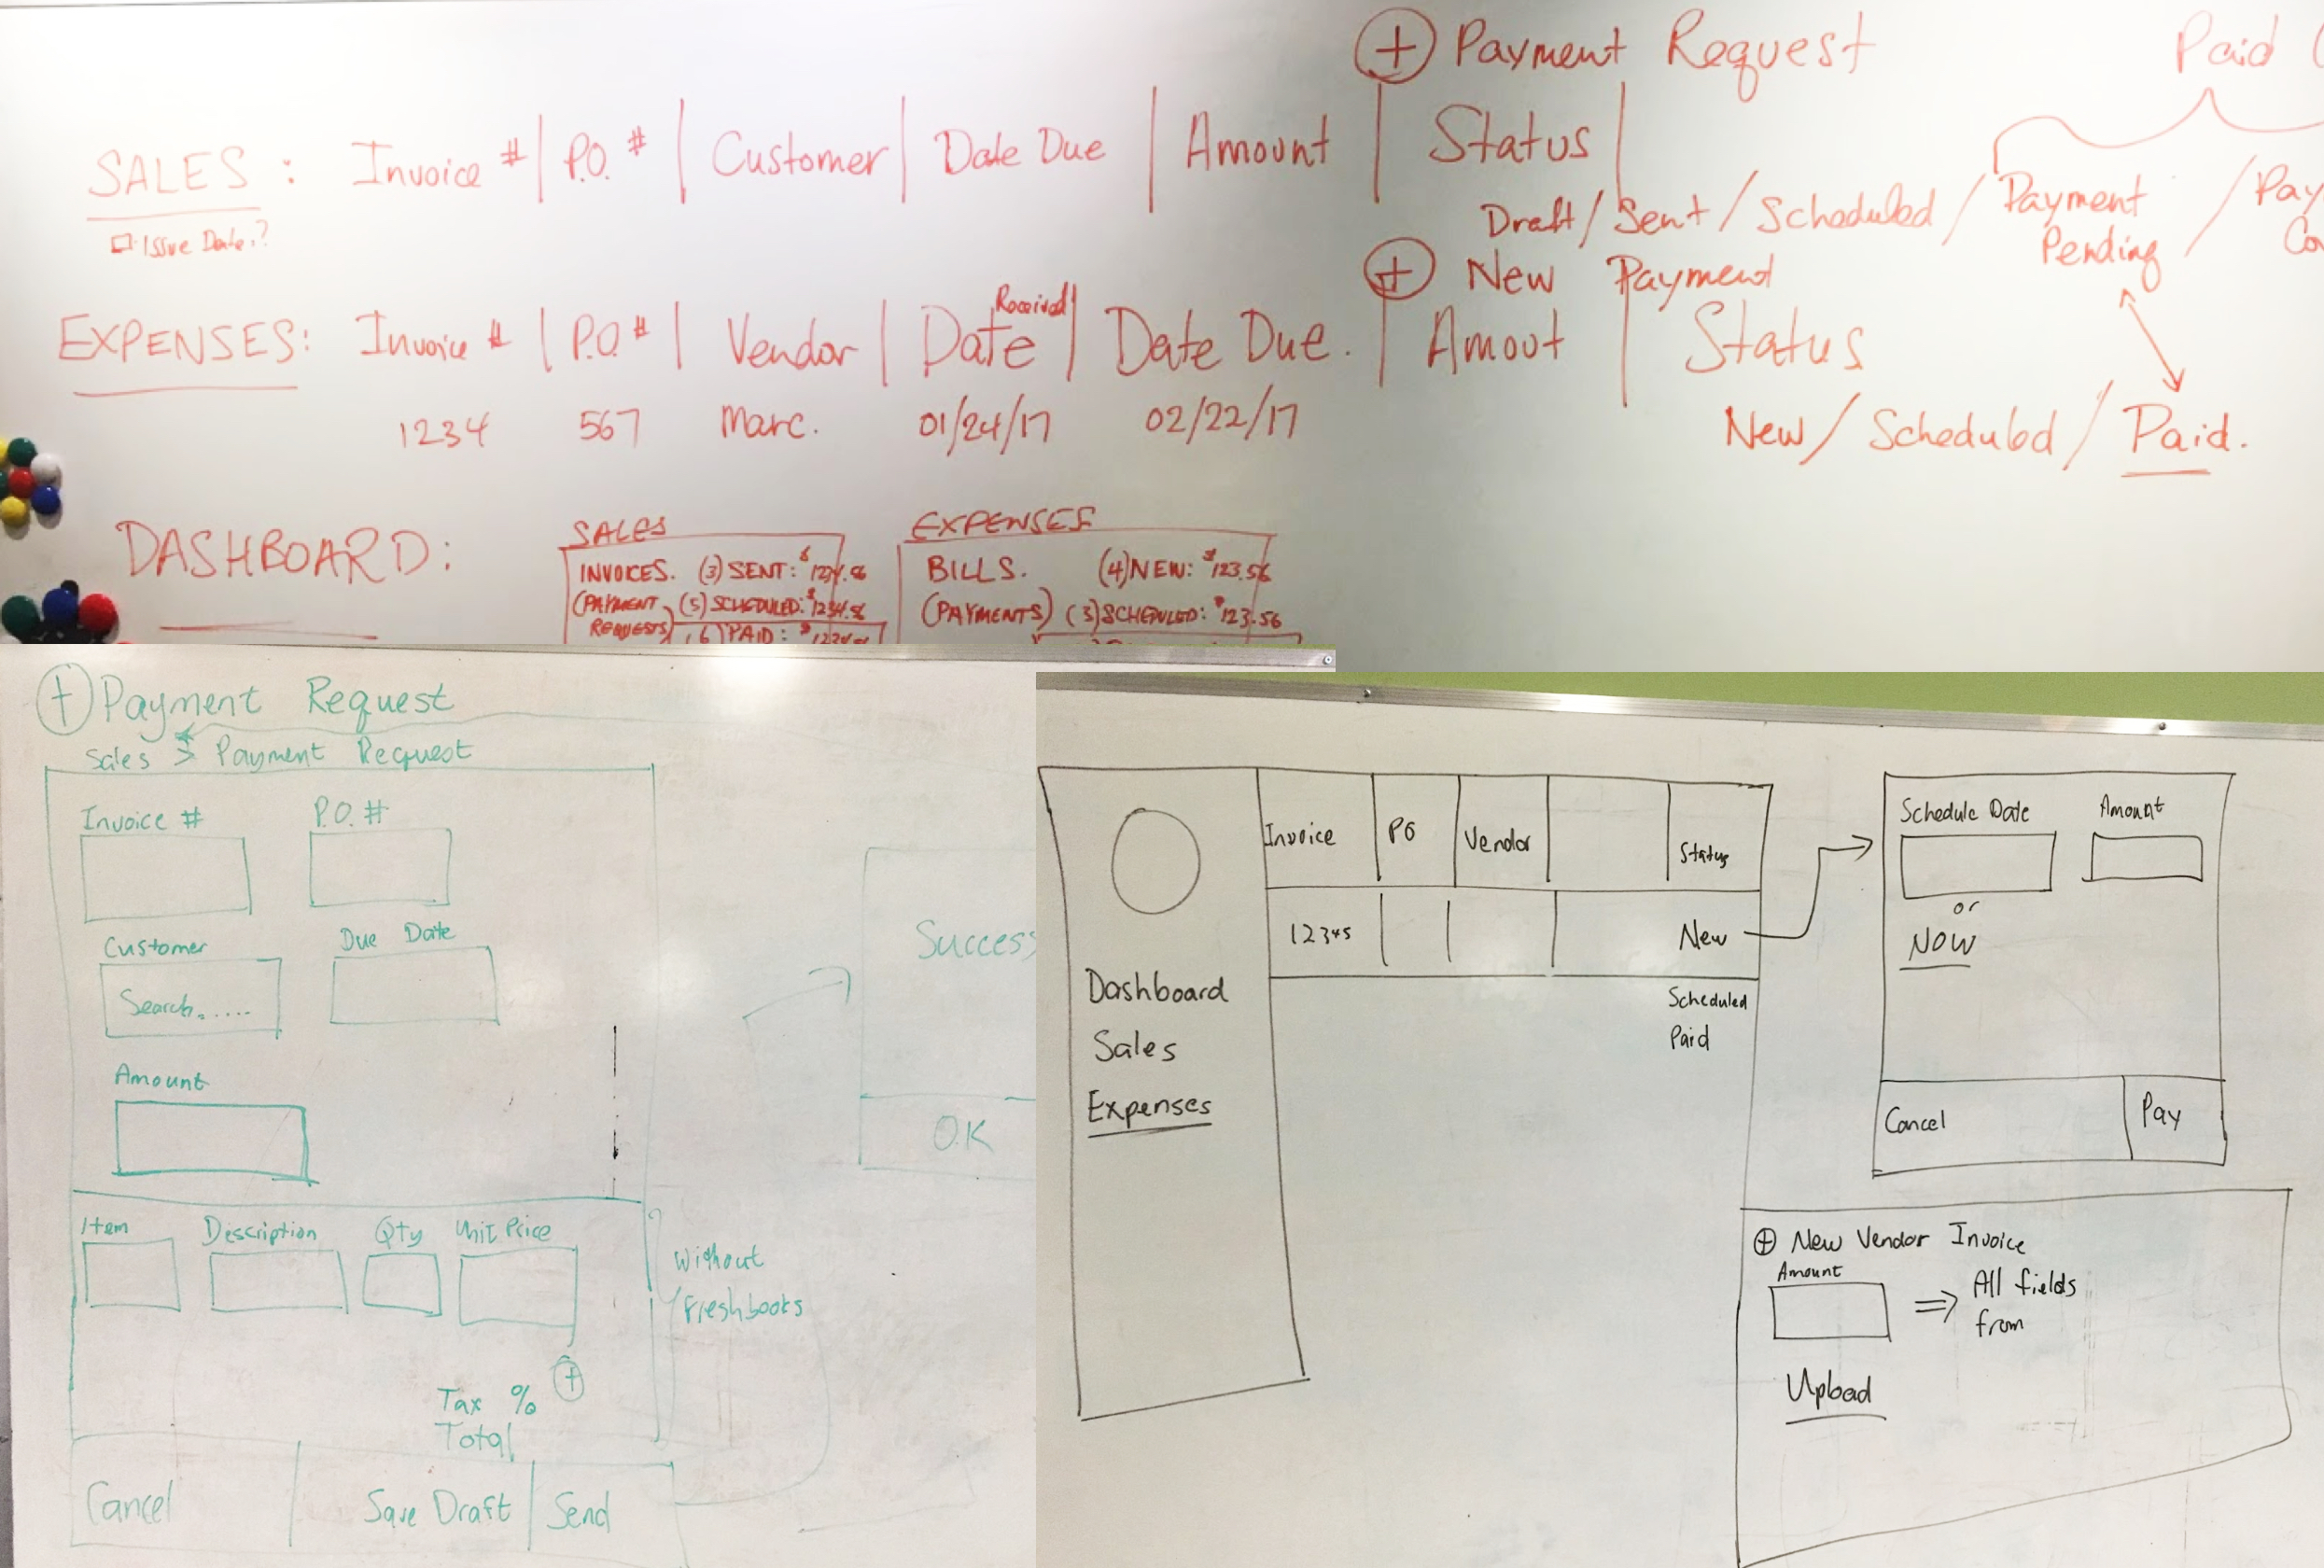 ⊕ Payment Request
Paid
SALES : Invoice # | P.O. # | Customer | Date Due | Amount | Status
□ Issue Date.?
Draft / Sent / Scheduled / Payment Pending / Pay
⊕ New Payment
EXPENSES: Invoice # | P.O. # | Vendor | Date Received | Date Due. | Amout | Status
1234 567 Marc. 01/24/17 02/22/17
New / Scheduled / Paid.
DASHBOARD:
SALES
INVOICES. (3) SENT: $1234.56
(PAYMENT REQUESTS) (5) SCHEDULED: $1234.56
(6) PAID:
EXPENSES
BILLS. (4) NEW: $123.56
(PAYMENTS) (3) SCHEDULED: $123.56
⊕ Payment Request
Sales > Payment Request
Invoice # P.O. #
Customer Due Date
Search.....
Amount
Item Description Qty Unit Price
Without
Freshbooks
+
Tax %
Total
Cancel Save Draft Send
Success
OK
Invoice PO Vendor Status
12345 New
Scheduled
Paid
Dashboard
Sales
Expenses
Schedule Date Amount
or
NOW
Cancel Pay
⊕ New Vendor Invoice
Amount
⇒ All fields
from
Upload